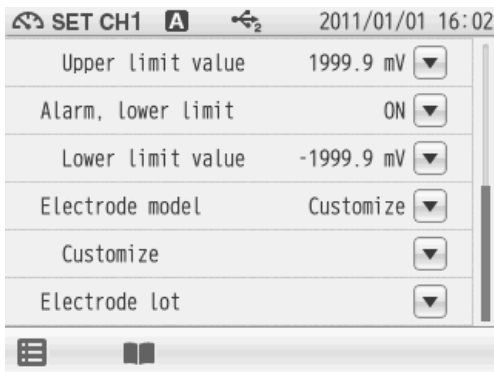 SET CH1 A 2 2011/01/01 16:02
Upper limit value 1999.9 mV
Alarm, lower limit ON
Lower limit value -1999.9 mV
Electrode model Customize
Customize
Electrode lot